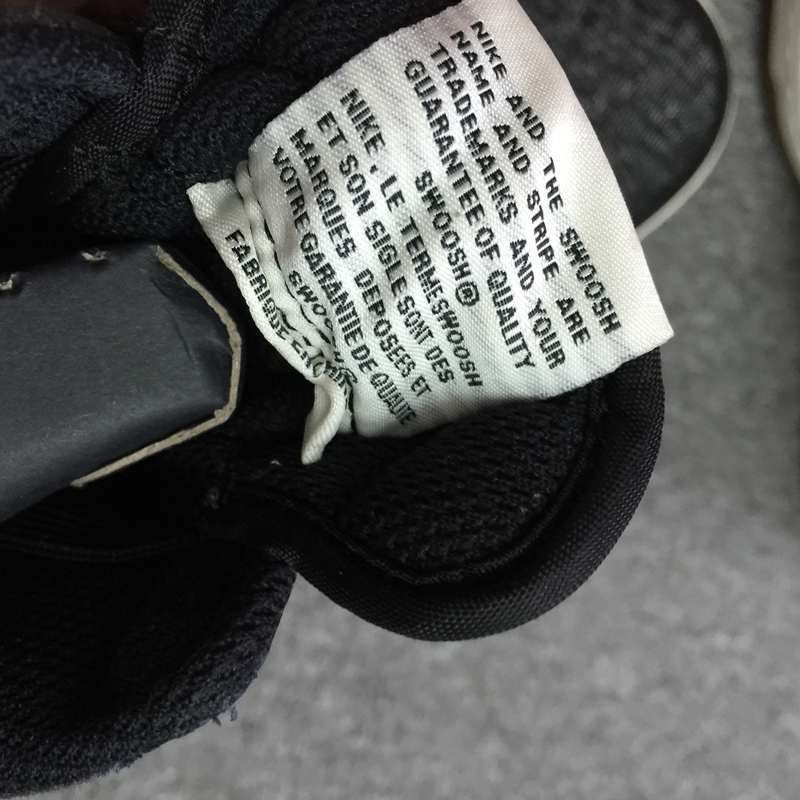 NIKE AND THE SWOOSH
NAME AND STRIPE ARE
TRADEMARKS AND YOUR
GUARANTEE OF QUALITY
SWOOSH®
NIKE, LE TERME SWOOSH
ET SON SIGLE SONT DES
MARQUES DEPOSEES ET
VOTRE GARANTIE DE QUALITE
FABRIQUE